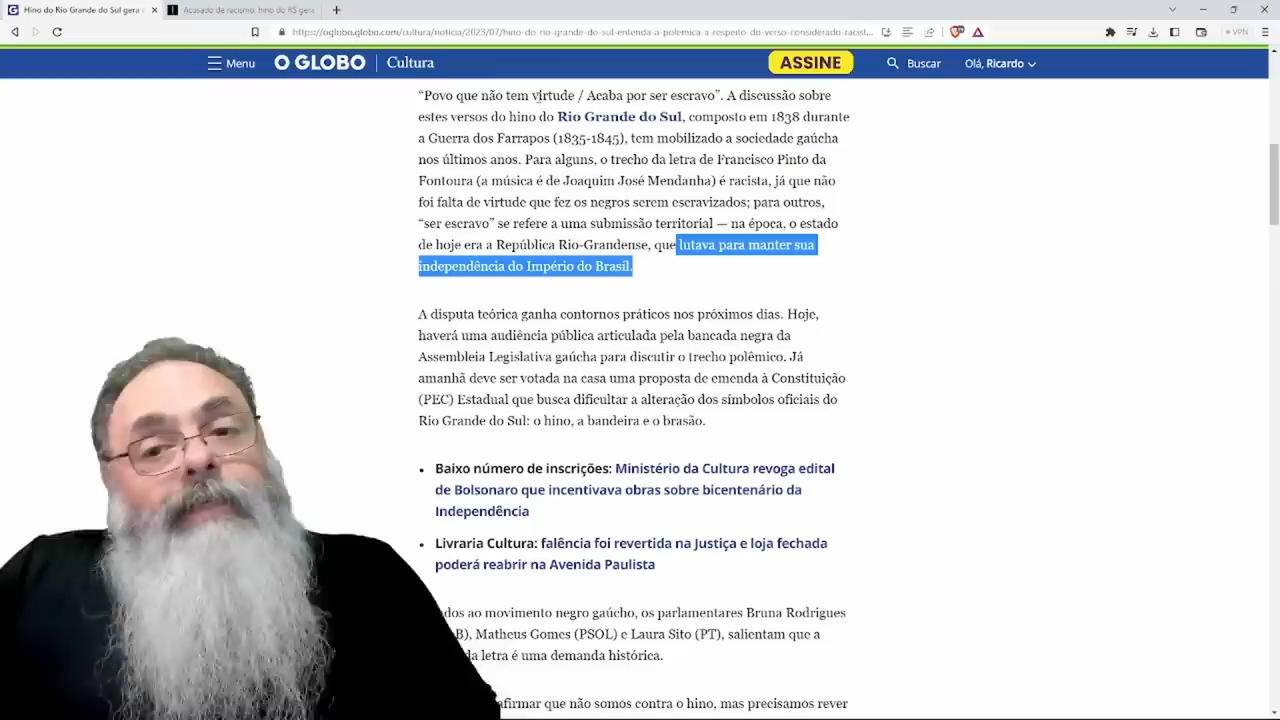 Hino do Rio Grande do Sul gera
Acusado de racismo, hino do RS gera
https://oglobo.globo.com/cultura/noticia/2023/07/hino-do-rio-grande-do-sul-entenda-a-polemica-a-respeito-do-verso-considerado-racist...
VPN
Menu
O GLOBO
Cultura
ASSINE
Buscar
Olá, Ricardo
“Povo que não tem virtude / Acaba por ser escravo”. A discussão sobre
estes versos do hino do Rio Grande do Sul, composto em 1838 durante
a Guerra dos Farrapos (1835-1845), tem mobilizado a sociedade gaúcha
nos últimos anos. Para alguns, o trecho da letra de Francisco Pinto da
Fontoura (a música é de Joaquim José Mendanha) é racista, já que não
foi falta de virtude que fez os negros serem escravizados; para outros,
“ser escravo” se refere a uma submissão territorial — na época, o estado
de hoje era a República Rio-Grandense, que lutava para manter sua
independência do Império do Brasil.
A disputa teórica ganha contornos práticos nos próximos dias. Hoje,
haverá uma audiência pública articulada pela bancada negra da
Assembleia Legislativa gaúcha para discutir o trecho polêmico. Já
amanhã deve ser votada na casa uma proposta de emenda à Constituição
(PEC) Estadual que busca dificultar a alteração dos símbolos oficiais do
Rio Grande do Sul: o hino, a bandeira e o brasão.
Baixo número de inscrições: Ministério da Cultura revoga edital
de Bolsonaro que incentivava obras sobre bicentenário da
Independência
Livraria Cultura: falência foi revertida na Justiça e loja fechada
poderá reabrir na Avenida Paulista
ao movimento negro gaúcho, os parlamentares Bruna Rodrigues
Matheus Gomes (PSOL) e Laura Sito (PT), salientam que a
letra é uma demanda histórica.
afirmar que não somos contra o hino, mas precisamos rever